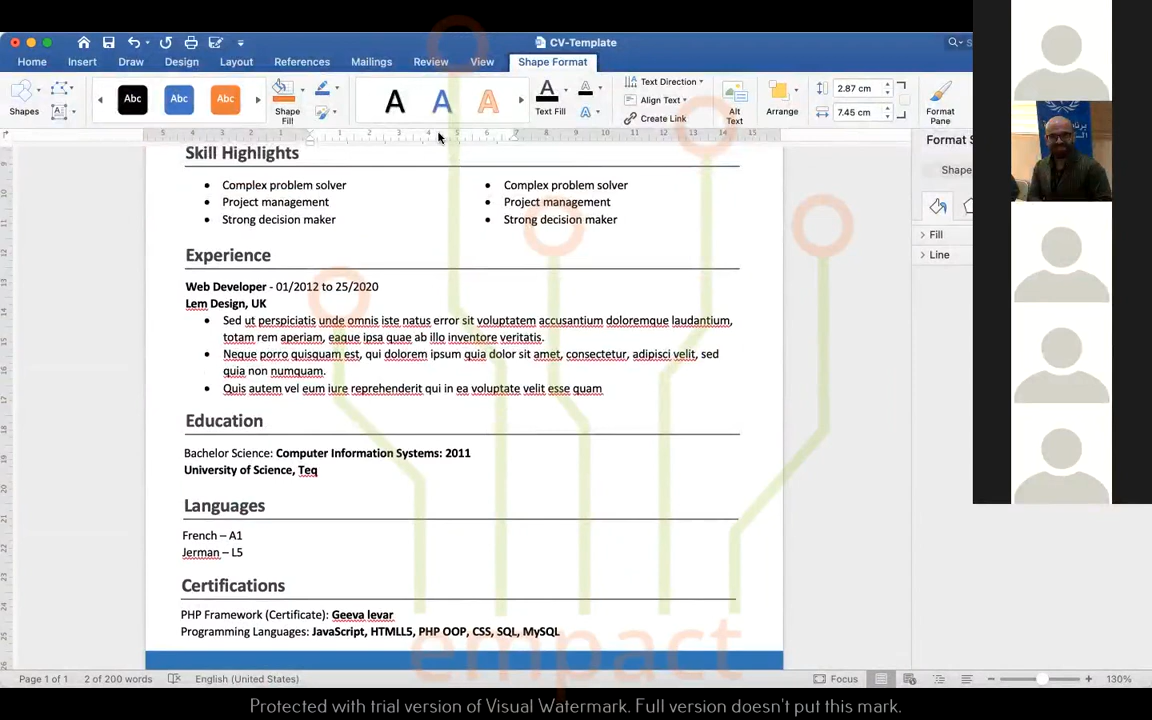 CV-Template
Home Insert Draw Design Layout References Mailings Review View Shape Format
Shapes
Abc Abc Abc
Shape Fill
A A A
A
Text Fill
Text Direction
Align Text
Create Link
Alt Text
Arrange
2.87 cm
7.45 cm
Format Pane
Shape
Fill
Line
Skill Highlights
• Complex problem solver
• Project management
• Strong decision maker
• Complex problem solver
• Project management
• Strong decision maker
Experience
Web Developer - 01/2012 to 25/2020
Lem Design, UK
• Sed ut perspiciatis unde omnis iste natus error sit voluptatem accusantium doloremque laudantium,
totam rem aperiam, eaque ipsa quae ab illo inventore veritatis.
• Neque porro quisquam est, qui dolorem ipsum quia dolor sit amet, consectetur, adipisci velit, sed
quia non numquam.
• Quis autem vel eum iure reprehenderit qui in ea voluptate velit esse quam
Education
Bachelor Science: Computer Information Systems: 2011
University of Science, Teq
Languages
French – A1
Jerman – L5
Certifications
PHP Framework (Certificate): Geeva levar
Programming Languages: JavaScript, HTMLL5, PHP OOP, CSS, SQL, MySQL
empact
Page 1 of 1 2 of 200 words English (United States) Focus 130%
Protected with trial version of Visual Watermark. Full version doesn't put this mark.